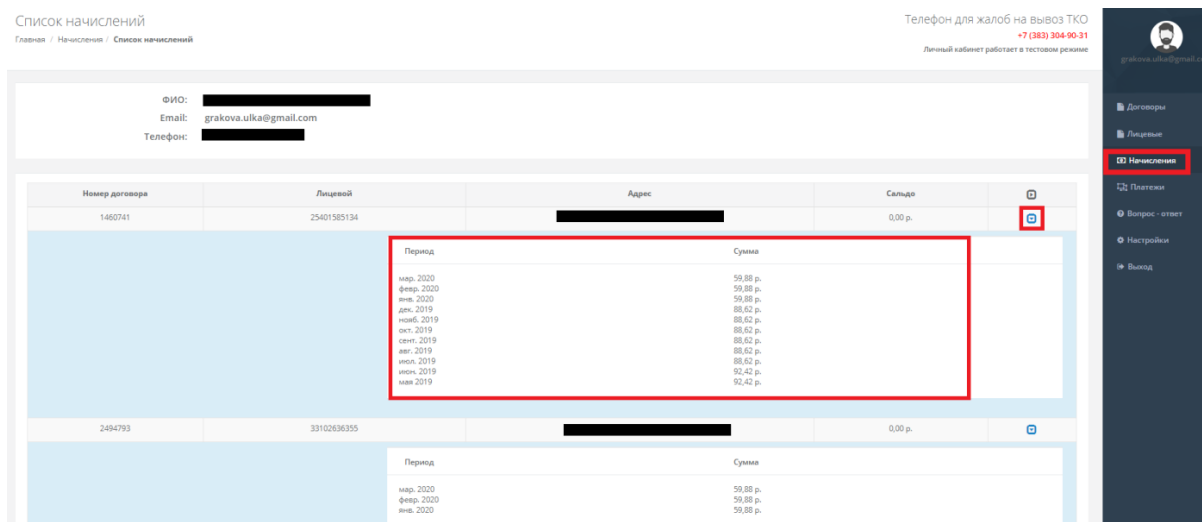 Список начислений
Главная / Начисления / Список начислений
Телефон для жалоб на вывоз ТКО
+7 (383) 304-90-31
Личный кабинет работает в тестовом режиме
grakova.ulka@gmail.co
ФИО:
Email: grakova.ulka@gmail.com
Телефон:
Договоры
Лицевые
Начисления
Платежи
Вопрос - ответ
Настройки
Выход
Номер договора Лицевой Адрес Сальдо
1460741 25401585134 0,00 р.
Период Сумма
мар. 2020 59,88 р.
февр. 2020 59,88 р.
янв. 2020 59,88 р.
дек. 2019 88,62 р.
нояб. 2019 88,62 р.
окт. 2019 88,62 р.
сент. 2019 88,62 р.
авг. 2019 88,62 р.
июл. 2019 88,62 р.
июн. 2019 92,42 р.
мая 2019 92,42 р.
2494793 33102636355 0,00 р.
Период Сумма
мар. 2020 59,88 р.
февр. 2020 59,88 р.
янв. 2020 59,88 р.